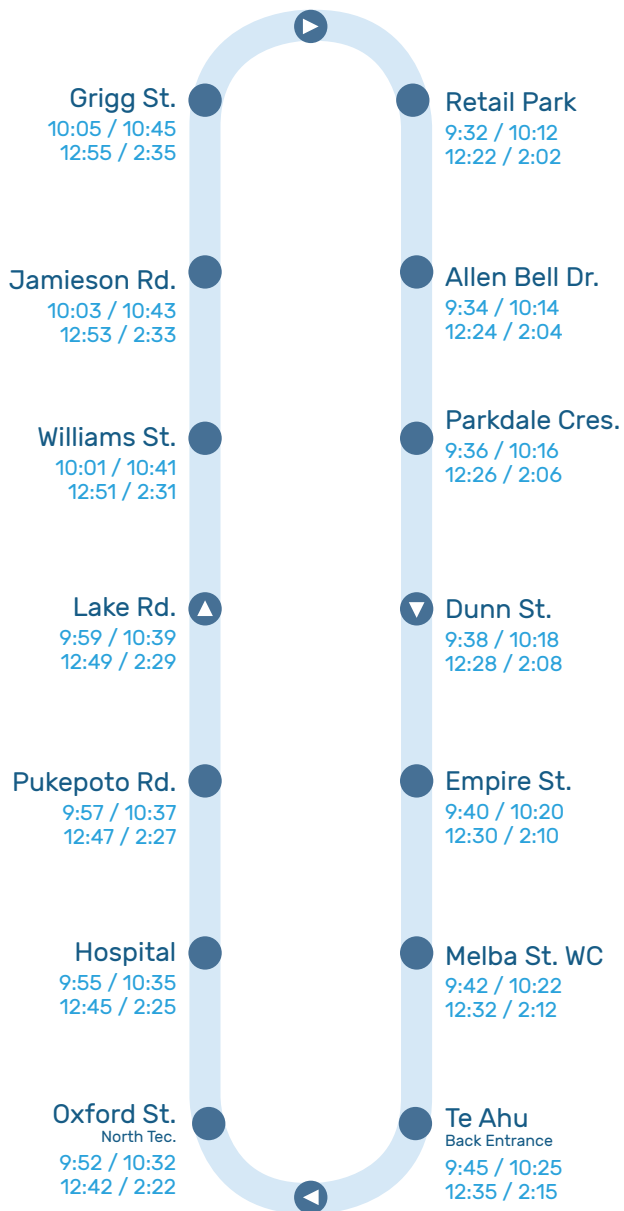 Grigg St.
10:05 / 10:45
12:55 / 2:35
Jamieson Rd.
10:03 / 10:43
12:53 / 2:33
Williams St.
10:01 / 10:41
12:51 / 2:31
Lake Rd.
9:59 / 10:39
12:49 / 2:29
Pukepoto Rd.
9:57 / 10:37
12:47 / 2:27
Hospital
9:55 / 10:35
12:45 / 2:25
Oxford St.
North Tec.
9:52 / 10:32
12:42 / 2:22
Retail Park
9:32 / 10:12
12:22 / 2:02
Allen Bell Dr.
9:34 / 10:14
12:24 / 2:04
Parkdale Cres.
9:36 / 10:16
12:26 / 2:06
Dunn St.
9:38 / 10:18
12:28 / 2:08
Empire St.
9:40 / 10:20
12:30 / 2:10
Melba St. WC
9:42 / 10:22
12:32 / 2:12
Te Ahu
Back Entrance
9:45 / 10:25
12:35 / 2:15